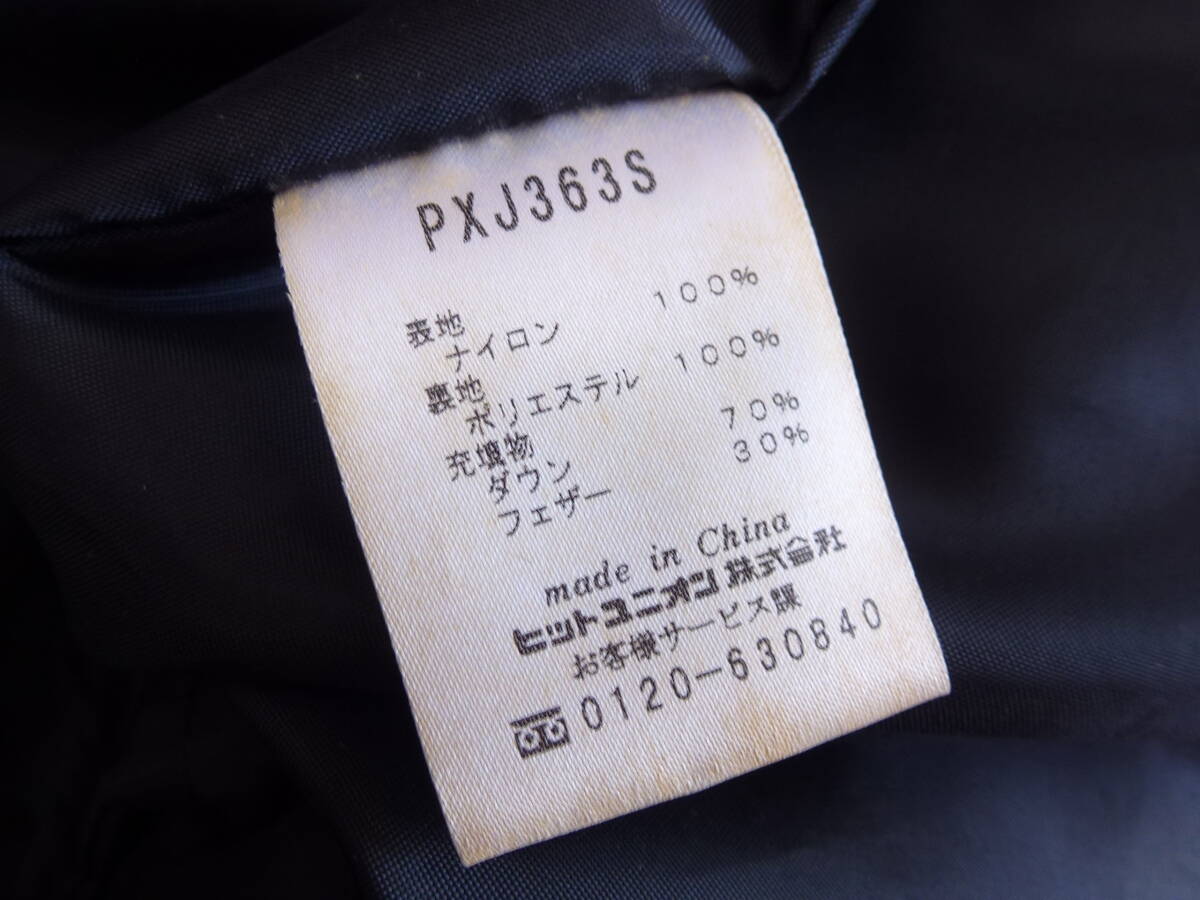 PXJ363S
表地
ナイロン 100%
裏地
ポリエステル 100%
充填物
ダウン 70%
フェザー 30%
made in China
ヒットユニオン株式会社
お客様サービス課
0120-630840